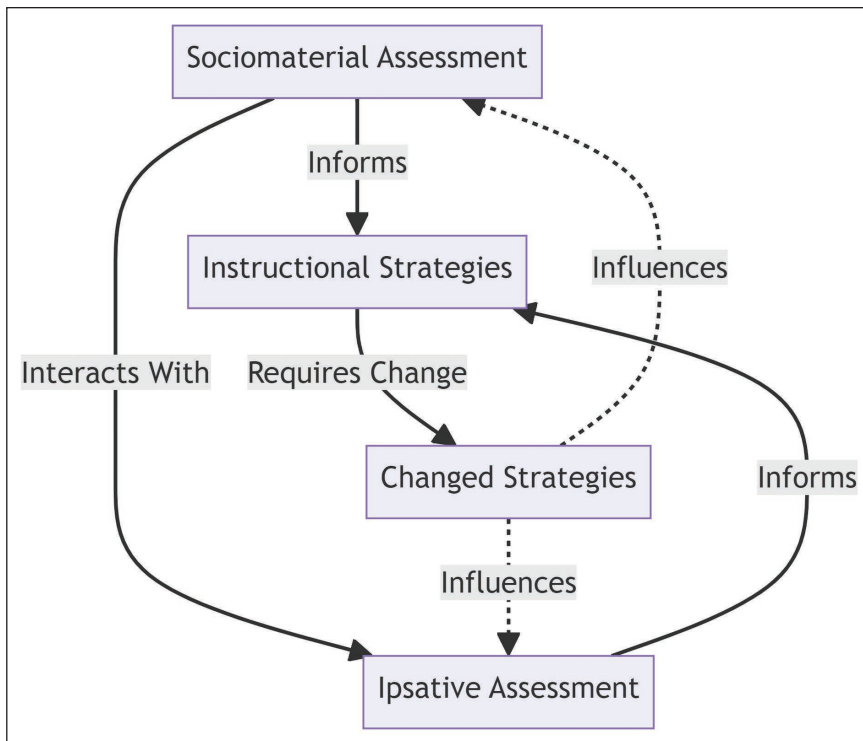 Sociomaterial Assessment
Informs
Instructional Strategies
Influences
Interacts With
Requires Change
Changed Strategies
Informs
Influences
Ipsative Assessment